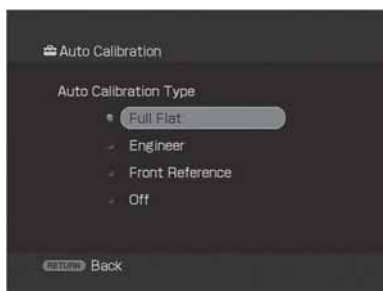 Auto Calibration
Auto Calibration Type
Full Flat
Engineer
Front Reference
Off
RETURN Back